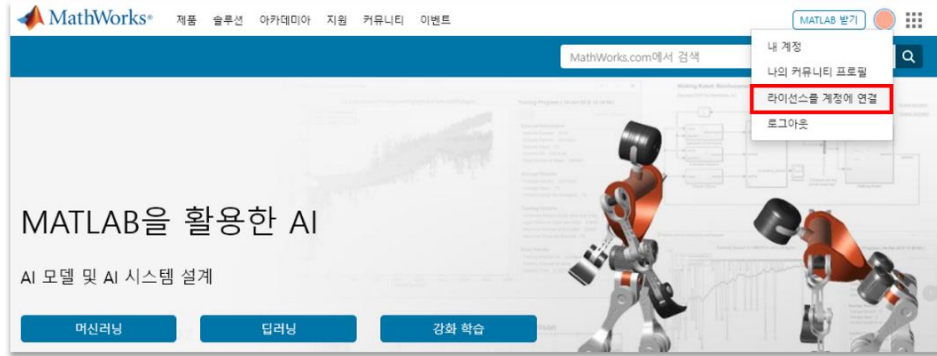 MathWorks® 제품 솔루션 아카데미아 지원 커뮤니티 이벤트 MATLAB 받기
MathWorks.com에서 검색
내 계정
나의 커뮤니티 프로필
라이선스를 계정에 연결
로그아웃
MATLAB을 활용한 AI
AI 모델 및 AI 시스템 설계
머신러닝 딥러닝 강화 학습